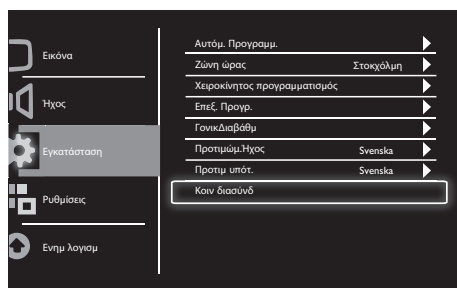 Εικόνα
Ήχος
Εγκατάσταση
Ρυθμίσεις
Ενημ λογισμ
Αυτόμ. Προγραμμ.
Ζώνη ώρας Στοκχόλμη
Χειροκίνητος προγραμματισμός
Επεξ. Προγρ.
ΓονικΔιαβάθμ
Προτιμώμ.Ήχος Svenska
Προτιμ υπότ. Svenska
Κοιν διασύνδ